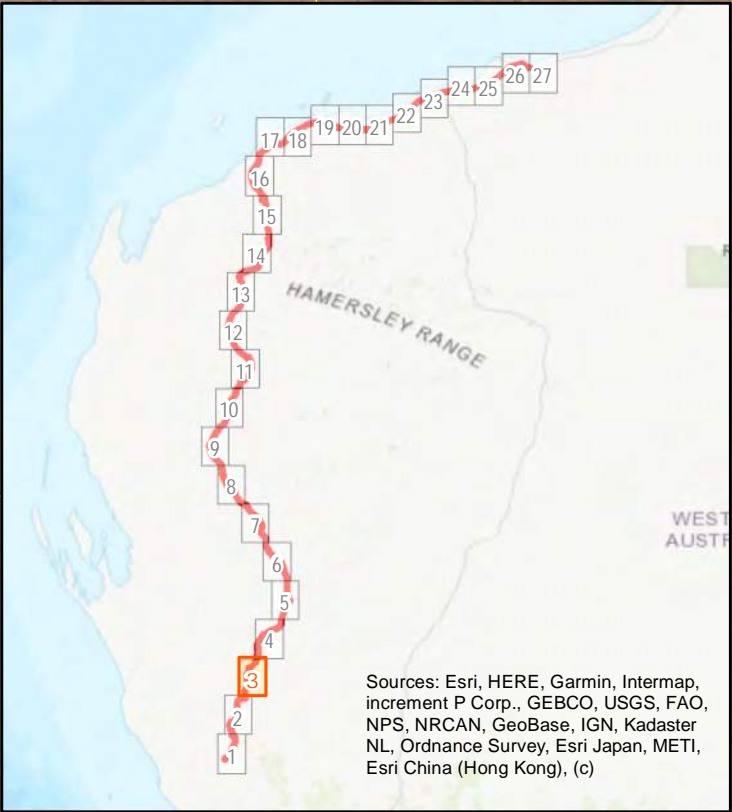 26 27
24 25
23
22
19 20 21
17 18
16
15
14
13
HAMERSLEY RANGE
12
11
10
9
8
WEST
AUSTR
7
6
5
4
3
2
1
Sources: Esri, HERE, Garmin, Intermap,
increment P Corp., GEBCO, USGS, FAO,
NPS, NRCAN, GeoBase, IGN, Kadaster
NL, Ordnance Survey, Esri Japan, METI,
Esri China (Hong Kong), (c)